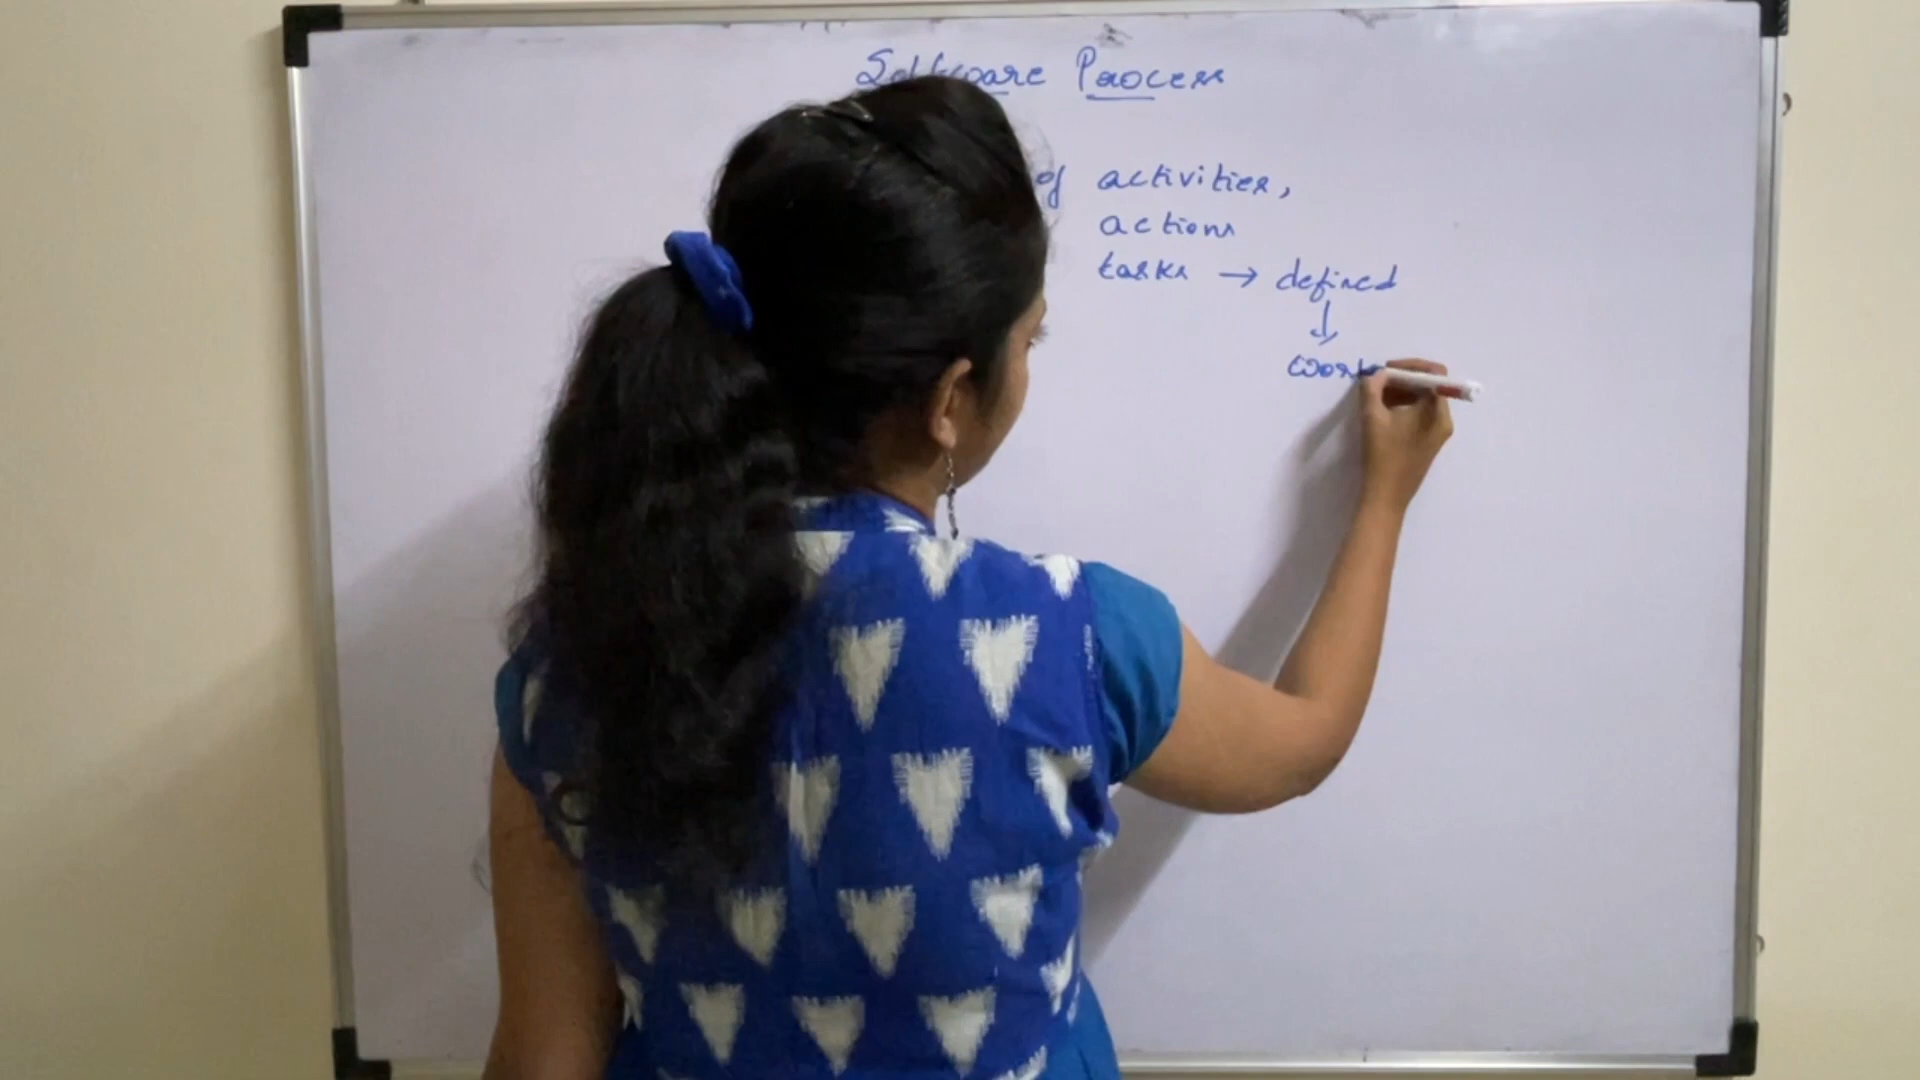 Software Process
of activities,
actions
tasks → defined
↓
work